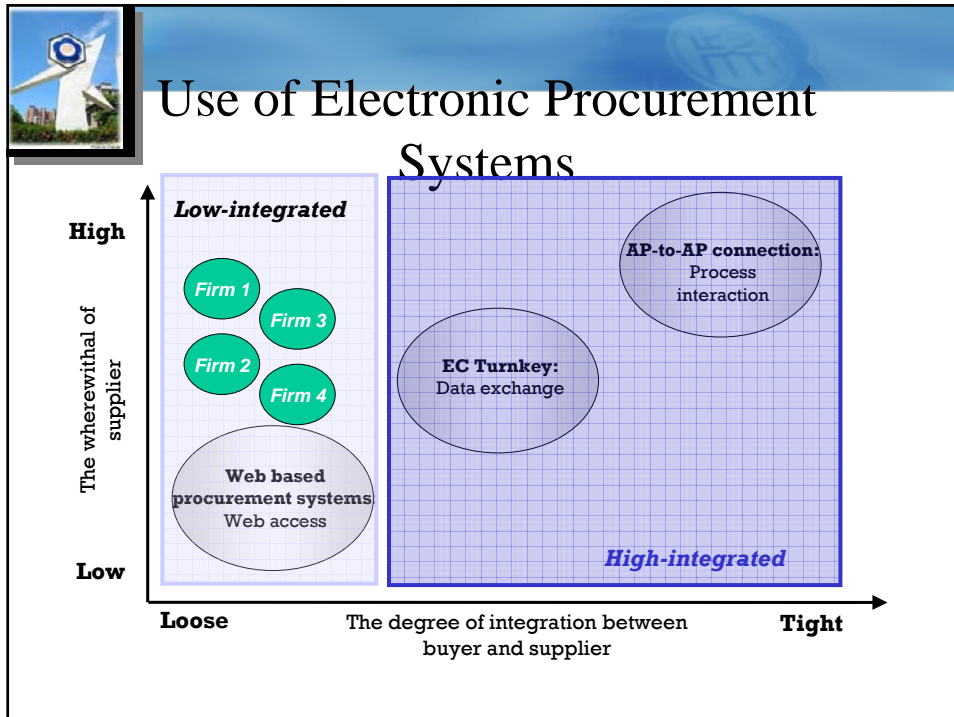 Use of Electronic Procurement
Systems
High
Low-integrated
The wherewithal of
supplier
Firm 1
Firm 3
Firm 2
Firm 4
Web based
procurement systems
Web access
EC Turnkey:
Data exchange
AP-to-AP connection:
Process
interaction
High-integrated
Low
Loose
The degree of integration between
buyer and supplier
Tight